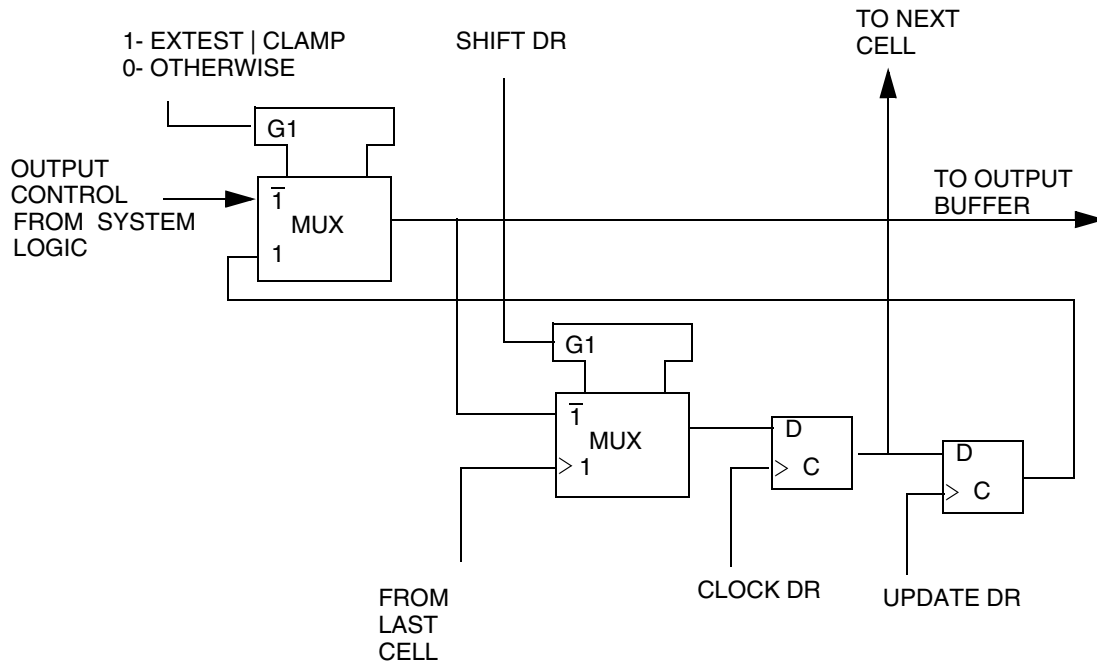 1- EXTEST | CLAMP
0- OTHERWISE
SHIFT DR
TO NEXT
CELL
G1
OUTPUT
CONTROL
FROM SYSTEM
LOGIC
1̅
MUX
1
TO OUTPUT
BUFFER
G1
1̅
MUX
1
D
C
D
C
FROM
LAST
CELL
CLOCK DR
UPDATE DR